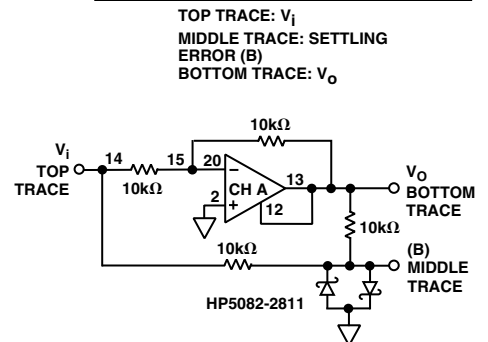 TOP TRACE: Vi
MIDDLE TRACE: SETTLING
ERROR (B)
BOTTOM TRACE: Vo
10kΩ
Vi
TOP
TRACE
14
10kΩ
15
20
–
2
+
CH A
13
12
VO
BOTTOM
TRACE
10kΩ
10kΩ
(B)
MIDDLE
TRACE
HP5082-2811